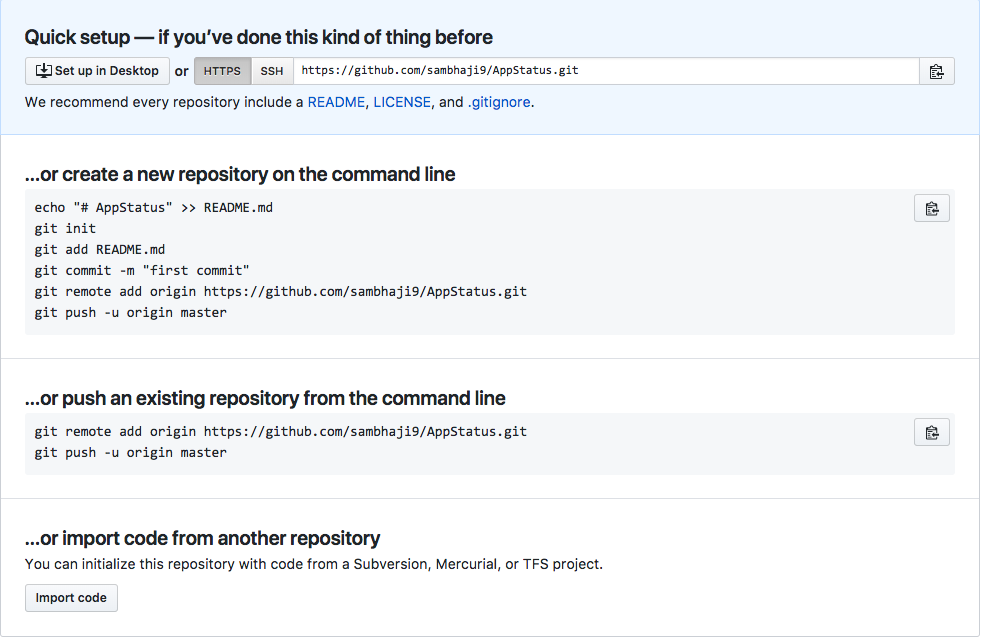 Quick setup — if you’ve done this kind of thing before
Set up in Desktop or HTTPS SSH https://github.com/sambhaji9/AppStatus.git
We recommend every repository include a README, LICENSE, and .gitignore.
…or create a new repository on the command line
echo "# AppStatus" >> README.md
git init
git add README.md
git commit -m "first commit"
git remote add origin https://github.com/sambhaji9/AppStatus.git
git push -u origin master
…or push an existing repository from the command line
git remote add origin https://github.com/sambhaji9/AppStatus.git
git push -u origin master
…or import code from another repository
You can initialize this repository with code from a Subversion, Mercurial, or TFS project.
Import code